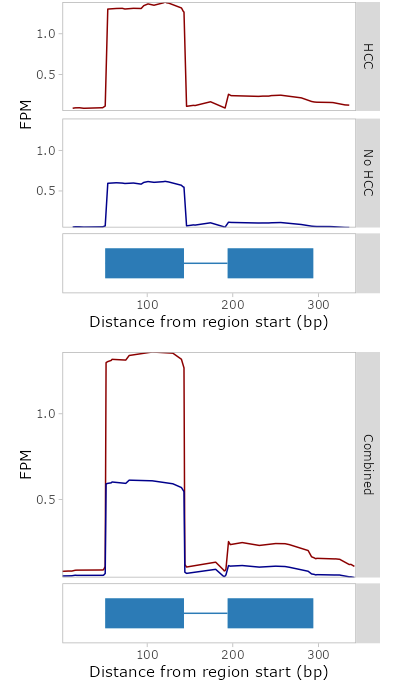 1.0
0.5
HCC
FPM
1.0
0.5
No HCC
100 200 300
Distance from region start (bp)
1.0
0.5
FPM
Combined
100 200 300
Distance from region start (bp)